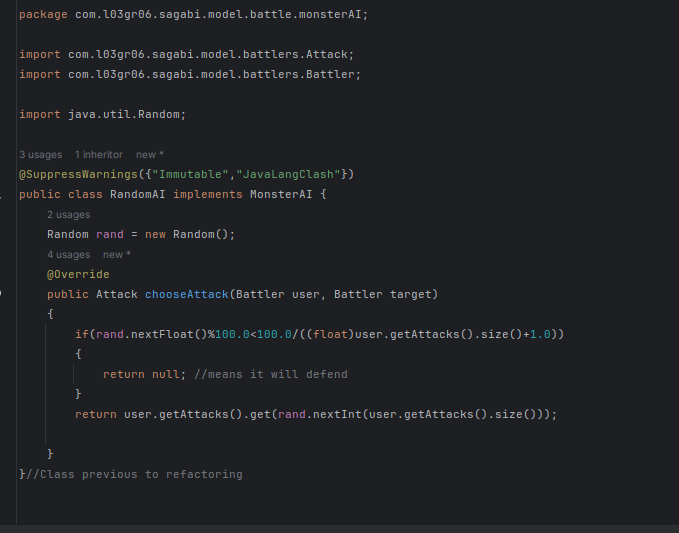 package com.l03gr06.sagabi.model.battle.monsterAI;
import com.l03gr06.sagabi.model.battlers.Attack;
import com.l03gr06.sagabi.model.battlers.Battler;
import java.util.Random;
3 usages 1 inheritor new *
@SuppressWarnings({"Immutable","JavaLangClash"})
public class RandomAI implements MonsterAI {
2 usages
Random rand = new Random();
4 usages new *
@Override
public Attack chooseAttack(Battler user, Battler target)
{
if(rand.nextFloat()%100.0<100.0/((float)user.getAttacks().size()+1.0))
{
return null; //means it will defend
}
return user.getAttacks().get(rand.nextInt(user.getAttacks().size()));
}
}//Class previous to refactoring